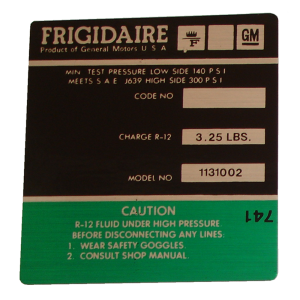 FRIGIDAIRE F GM
Product of General Motors U S A
MIN. TEST PRESSURE LOW SIDE 140 P S I
MEETS S A E J639 HIGH SIDE 300 P S I
CODE NO
CHARGE R-12 3.25 LBS.
MODEL NO 1131002
741
CAUTION
R-12 FLUID UNDER HIGH PRESSURE
BEFORE DISCONNECTING ANY LINES:
1. WEAR SAFETY GOGGLES.
2. CONSULT SHOP MANUAL.